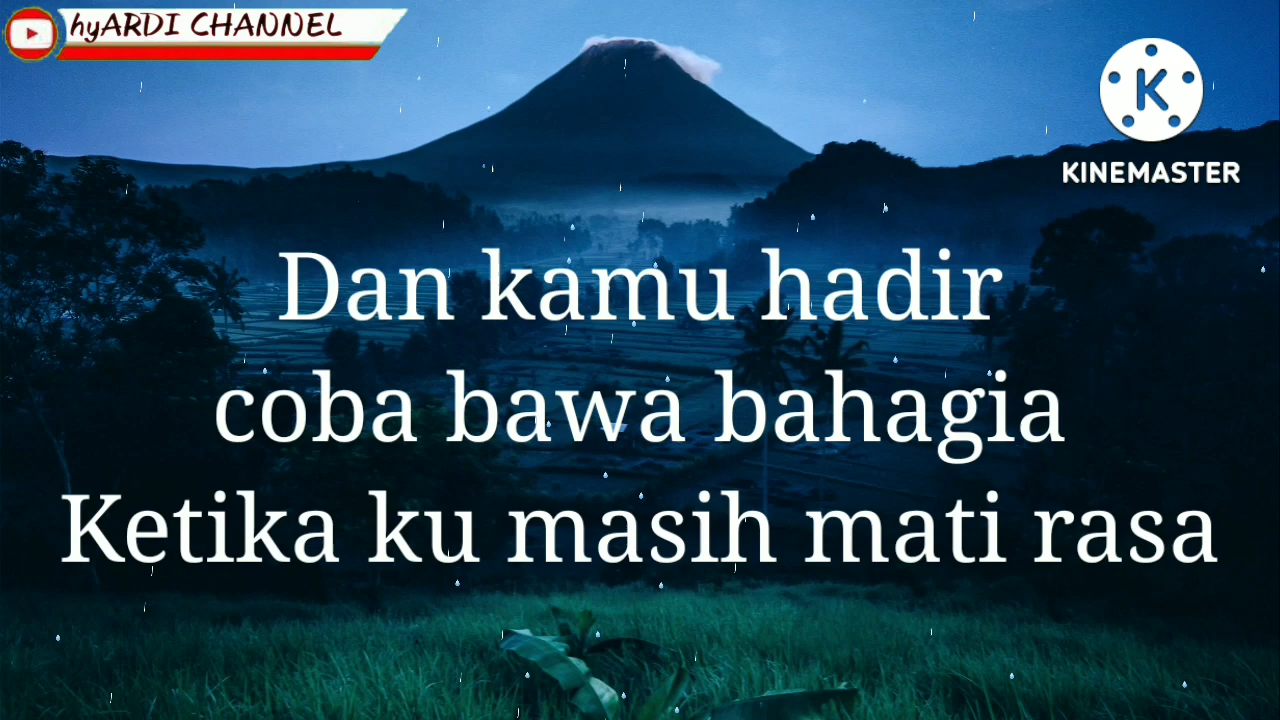 hyARDI CHANNEL
K
KINEMASTER
Dan kamu hadir
coba bawa bahagia
Ketika ku masih mati rasa